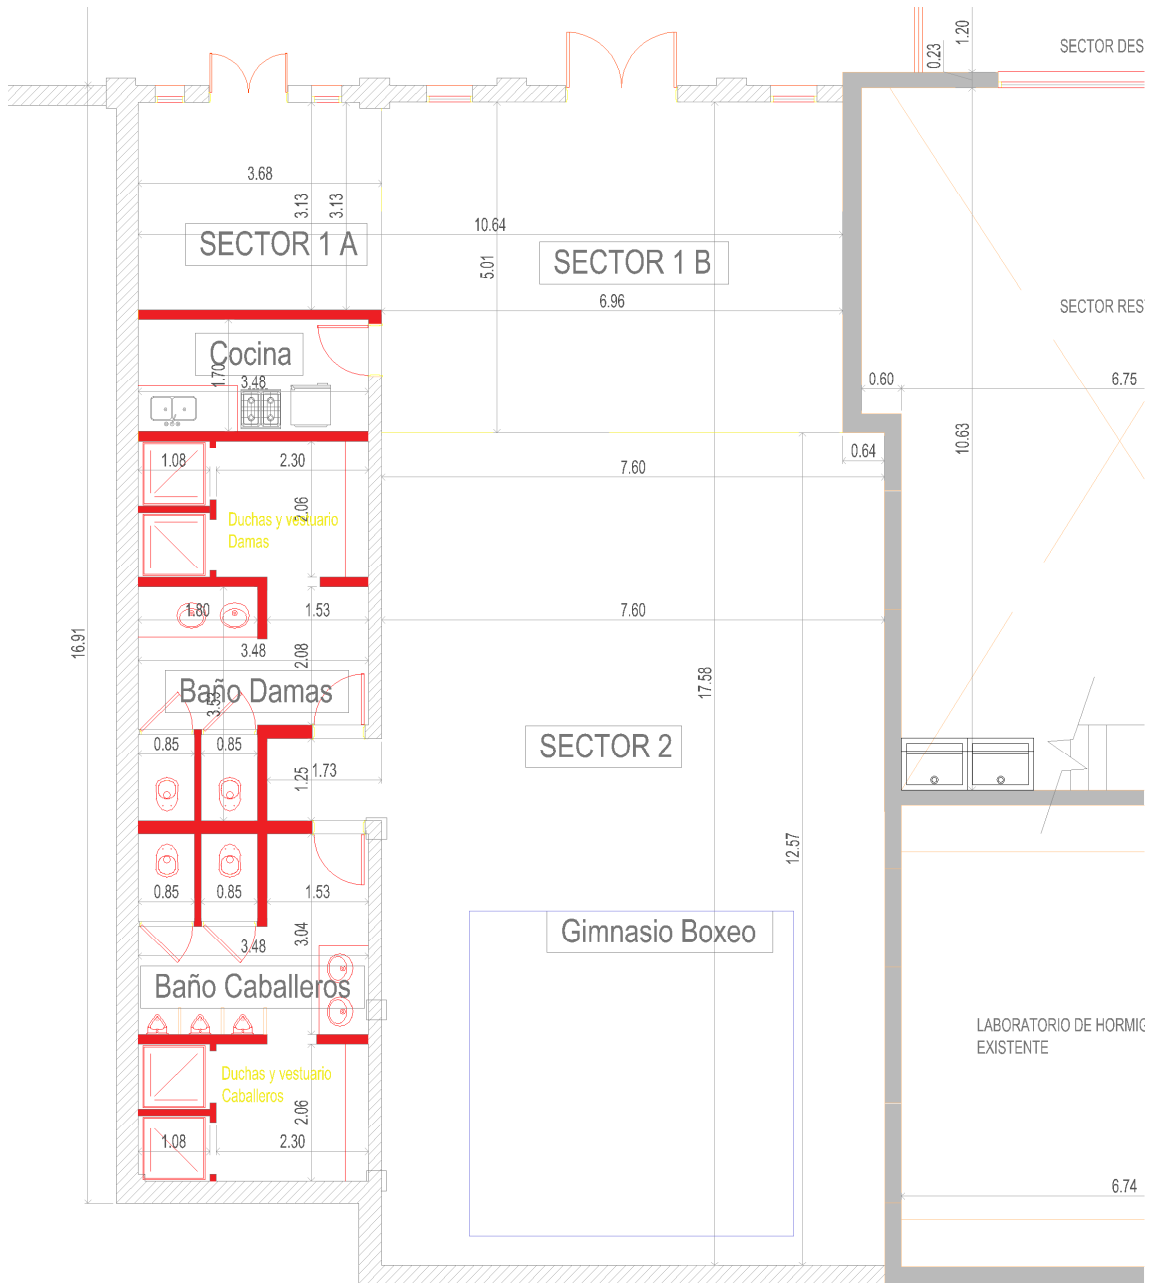 1.20
0.23
SECTOR DES
3.68
3.13
3.13
10.64
SECTOR 1 A
SECTOR 1 B
5.01
6.96
SECTOR RES
Cocina
1.70
3.48
0.60
6.75
10.63
0.64
1.08
2.30
7.60
2.06
Duchas y vestuario
Damas
1.80
1.53
7.60
16.91
3.48
2.08
17.58
Baño Damas
3.53
0.85
0.85
SECTOR 2
1.25
1.73
12.57
0.85
0.85
1.53
3.04
Gimnasio Boxeo
3.48
Baño Caballeros
LABORATORIO DE HORMIG
EXISTENTE
Duchas y vestuario
Caballeros
2.06
1.08
2.30
6.74